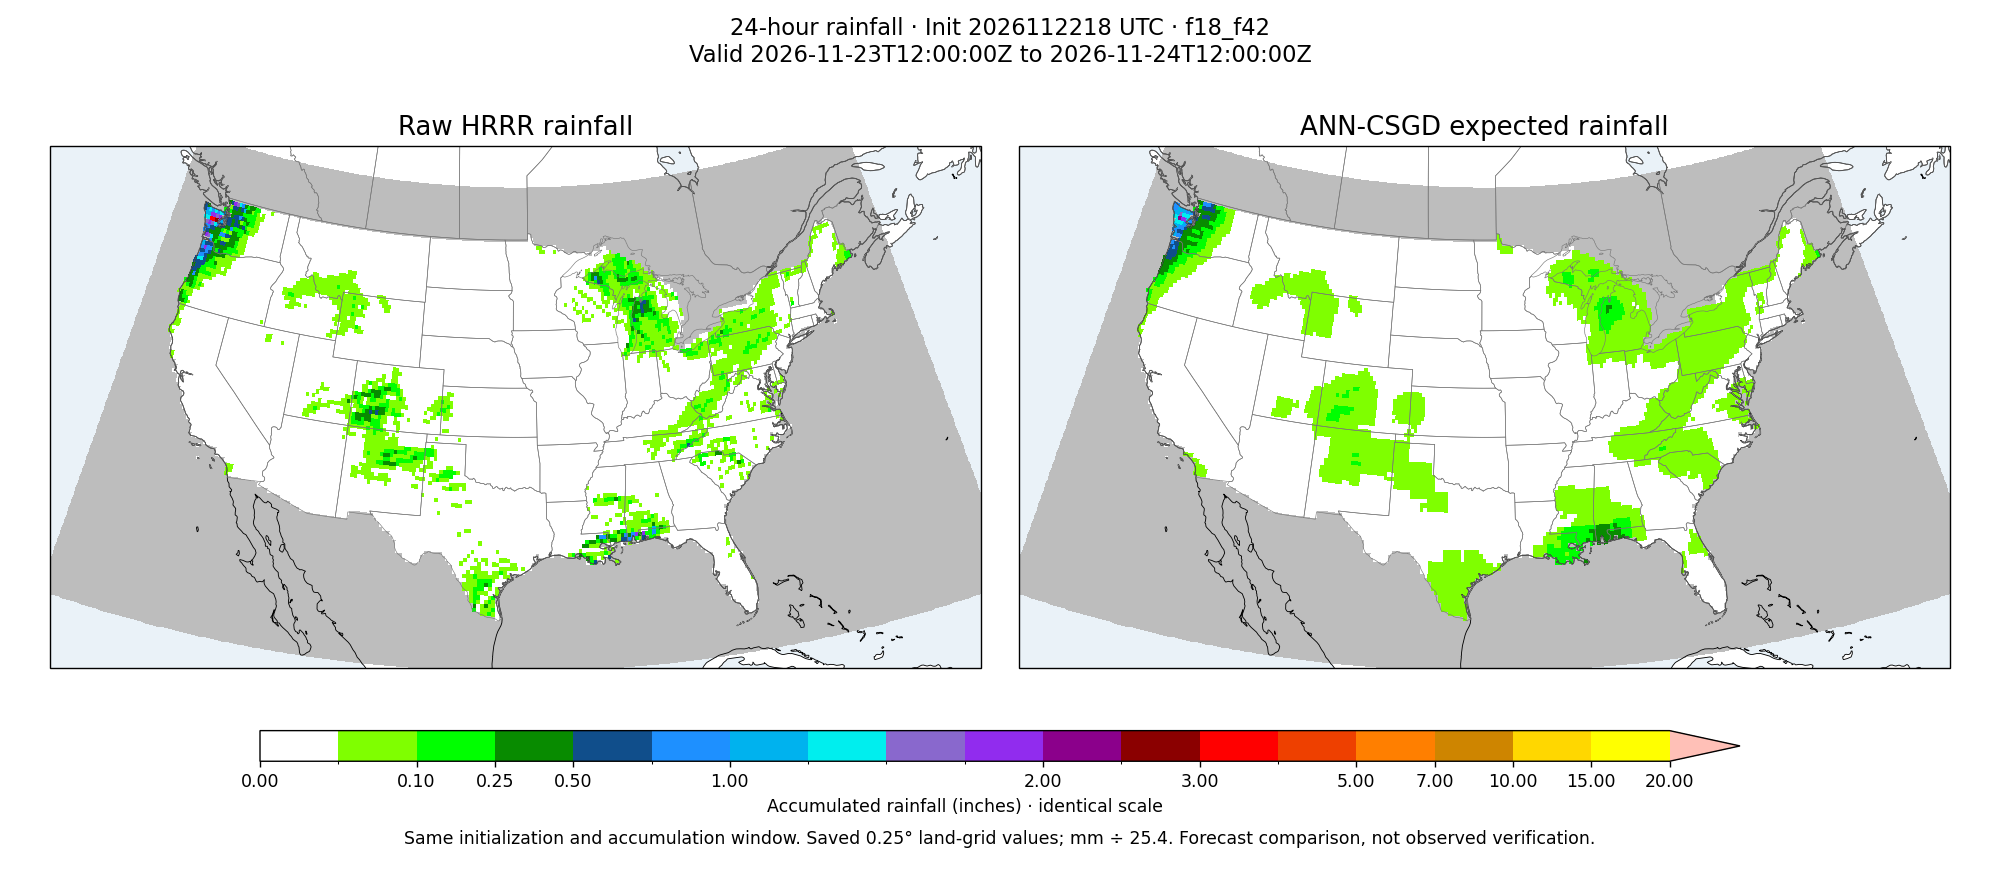 24-hour rainfall · Init 2026112218 UTC · f18_f42
Valid 2026-11-23T12:00:00Z to 2026-11-24T12:00:00Z
Raw HRRR rainfall
ANN-CSGD expected rainfall
0.00 0.10 0.25 0.50 1.00 2.00 3.00 5.00 7.00 10.00 15.00 20.00
Accumulated rainfall (inches) · identical scale
Same initialization and accumulation window. Saved 0.25° land-grid values; mm ÷ 25.4. Forecast comparison, not observed verification.